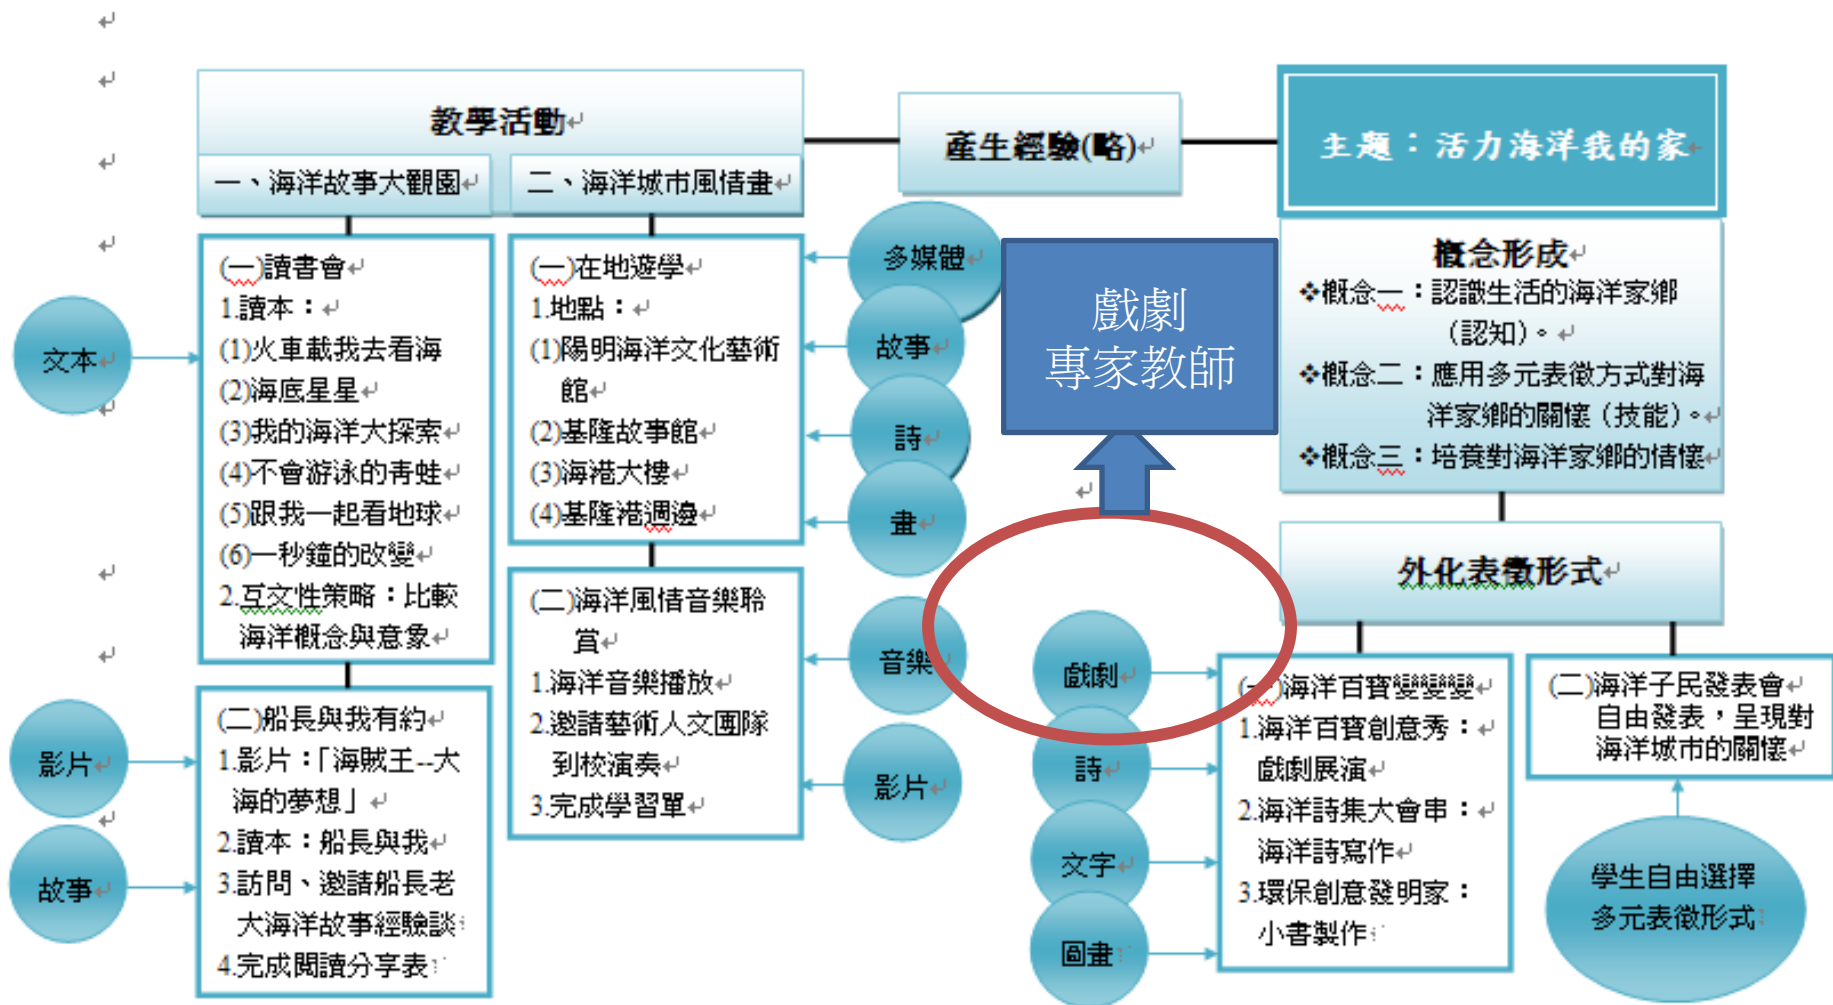 教學活動
一、海洋故事大觀園
二、海洋城市風情畫
產生經驗(略)
主題：活力海洋我的家
文本
(一)讀書會
1.讀本：
(1)火車載我去看海
(2)海底星星
(3)我的海洋大探索
(4)不會游泳的青蛙
(5)跟我一起看地球
(6)一秒鐘的改變
2.互文性策略：比較
海洋概念與意象
影片
故事
(二)船長與我有約
1.影片：「海賊王--大
海的夢想」
2.讀本：船長與我
3.訪問、邀請船長老
大海洋故事經驗談
4.完成閱讀分享表
(一)在地遊學
1.地點：
(1)陽明海洋文化藝術
館
(2)基隆故事館
(3)海港大樓
(4)基隆港週邊
多媒體
故事
詩
畫
(二)海洋風情音樂聆
賞
1.海洋音樂播放
2.邀請藝術人文團隊
到校演奏
3.完成學習單
音樂
影片
戲劇
專家教師
概念形成
❖概念一：認識生活的海洋家鄉
（認知）。
❖概念二：應用多元表徵方式對海
洋家鄉的關懷（技能）。
❖概念三：培養對海洋家鄉的情懷
外化表徵形式
戲劇
詩
文字
圖畫
(一)海洋百寶變變變
1.海洋百寶創意秀：
戲劇展演
2.海洋詩集大會串：
海洋詩寫作
3.環保創意發明家：
小書製作
(二)海洋子民發表會
自由發表，呈現對
海洋城市的關懷
學生自由選擇
多元表徵形式